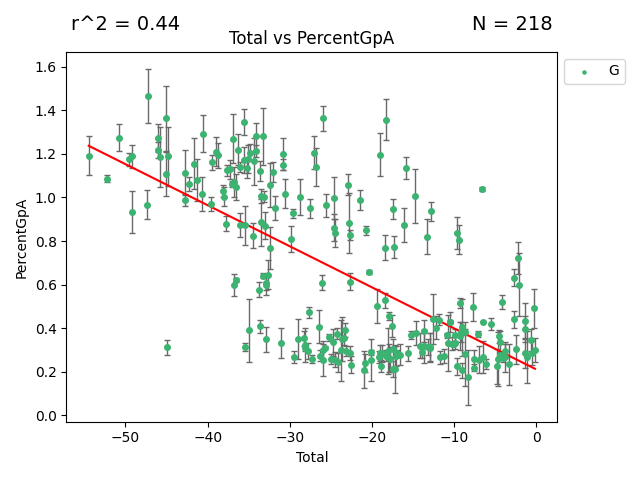 r^2 = 0.44
N = 218
Total vs PercentGpA
G
PercentGpA
1.6
1.4
1.2
1.0
0.8
0.6
0.4
0.2
0.0
−50
−40
−30
−20
−10
0
Total